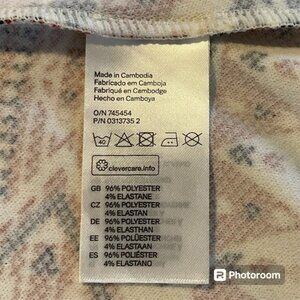 Made in Cambodia
Fabricado em Camboja
Fabriqué en Cambodge
Hecho en Camboya
O/N 745454
P/N 0313735 2
40
clevercare.info
GB 96% POLYESTER
4% ELASTANE
CZ 96% POLYESTER
4% ELASTAN
DE 96% POLYESTER
4% ELASTHAN
EE 96% POLÜESTER
4% ELASTAAN
ES 96% POLIÉSTER
4% ELASTANO
Photoroom